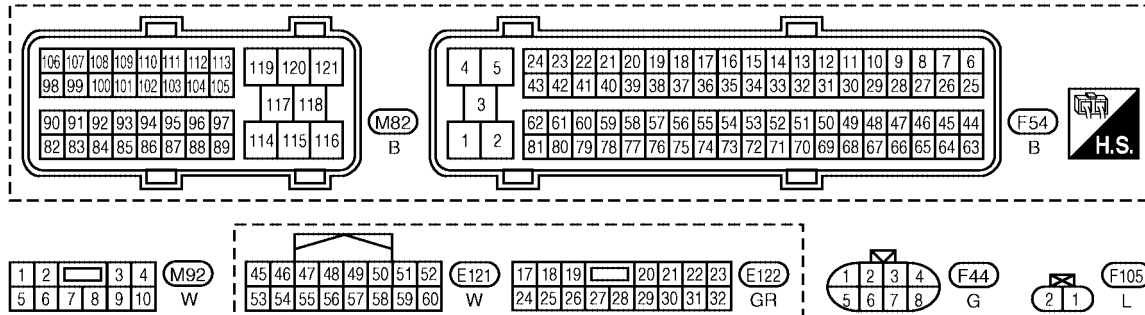 106 107 108 109 110 111 112 113 119 120 121
98 99 100 101 102 103 104 105
117 118
90 91 92 93 94 95 96 97
82 83 84 85 86 87 88 89 114 115 116
M82
B
4 5 24 23 22 21 20 19 18 17 16 15 14 13 12 11 10 9 8 7 6
43 42 41 40 39 38 37 36 35 34 33 32 31 30 29 28 27 26 25
3
62 61 60 59 58 57 56 55 54 53 52 51 50 49 48 47 46 45 44
1 2 81 80 79 78 77 76 75 74 73 72 71 70 69 68 67 66 65 64 63
F54
B
H.S.
1 2 3 4
5 6 7 8 9 10
M92
W
45 46 47 48 49 50 51 52
53 54 55 56 57 58 59 60
E121
W
17 18 19 20 21 22 23
24 25 26 27 28 29 30 31 32
E122
GR
1 2 3 4
5 6 7 8
F44
G
2 1
F105
L